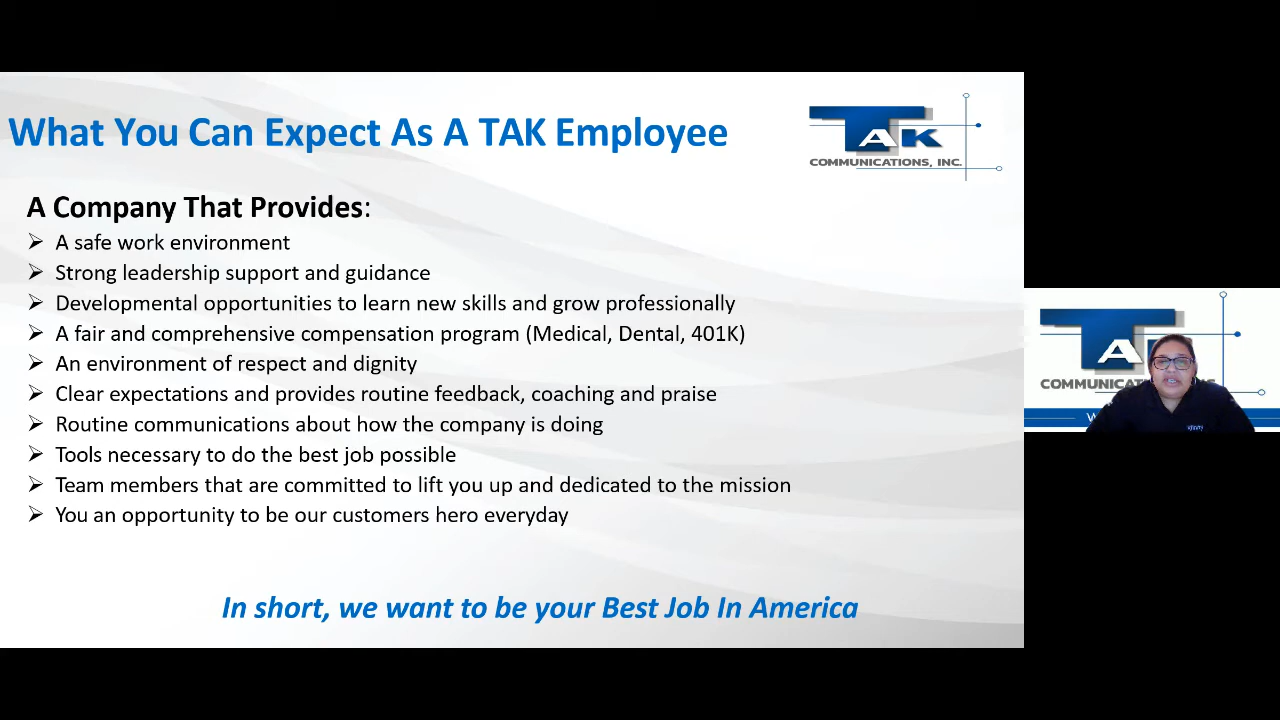 What You Can Expect As A TAK Employee
TAK
COMMUNICATIONS, INC.
A Company That Provides:
A safe work environment
Strong leadership support and guidance
Developmental opportunities to learn new skills and grow professionally
A fair and comprehensive compensation program (Medical, Dental, 401K)
An environment of respect and dignity
Clear expectations and provides routine feedback, coaching and praise
Routine communications about how the company is doing
Tools necessary to do the best job possible
Team members that are committed to lift you up and dedicated to the mission
You an opportunity to be our customers hero everyday
In short, we want to be your Best Job In America